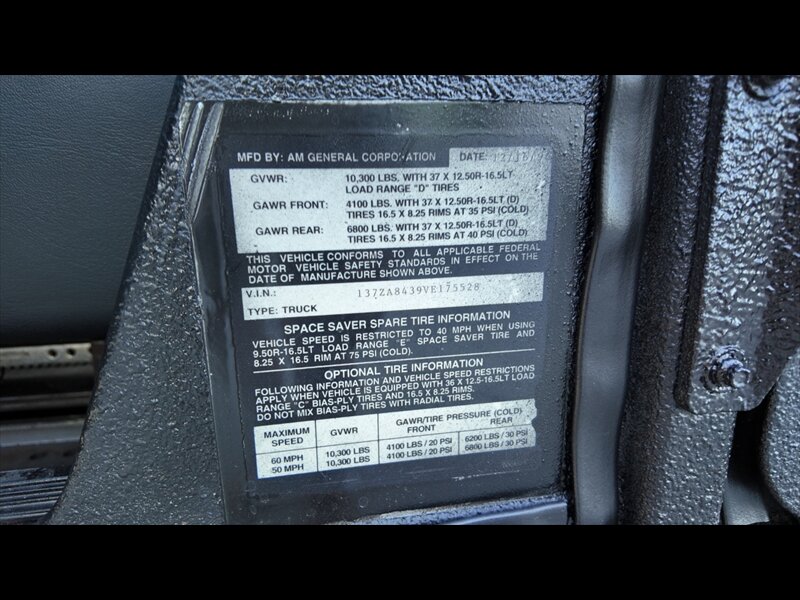 MFD BY: AM GENERAL CORPORATION DATE:
GVWR: 10,300 LBS. WITH 37 X 12.50R-16.5LT
LOAD RANGE "D" TIRES
GAWR FRONT: 4100 LBS. WITH 37 X 12.50R-16.5LT (D)
TIRES 16.5 X 8.25 RIMS AT 35 PSI (COLD)
GAWR REAR: 6800 LBS. WITH 37 X 12.50R-16.5LT (D)
TIRES 16.5 X 8.25 RIMS AT 40 PSI (COLD)
THIS VEHICLE CONFORMS TO ALL APPLICABLE FEDERAL
MOTOR VEHICLE SAFETY STANDARDS IN EFFECT ON THE
DATE OF MANUFACTURE SHOWN ABOVE.
V.I.N.: 137ZA8439VE175528
TYPE: TRUCK
SPACE SAVER SPARE TIRE INFORMATION
VEHICLE SPEED IS RESTRICTED TO 40 MPH WHEN USING
9.50R-16.5LT LOAD RANGE "E" SPACE SAVER TIRE AND
8.25 X 16.5 RIM AT 75 PSI (COLD).
OPTIONAL TIRE INFORMATION
FOLLOWING INFORMATION AND VEHICLE SPEED RESTRICTIONS
APPLY WHEN VEHICLE IS EQUIPPED WITH 36 X 12.5-16.5LT LOAD
RANGE "C" BIAS-PLY TIRES AND 16.5 X 8.25 RIMS.
DO NOT MIX BIAS-PLY TIRES WITH RADIAL TIRES.
MAXIMUM SPEED GVWR GAWR/TIRE PRESSURE (COLD)
FRONT REAR
60 MPH 10,300 LBS 4100 LBS / 20 PSI 6200 LBS / 30 PSI
50 MPH 10,300 LBS 4100 LBS / 20 PSI 6800 LBS / 30 PSI